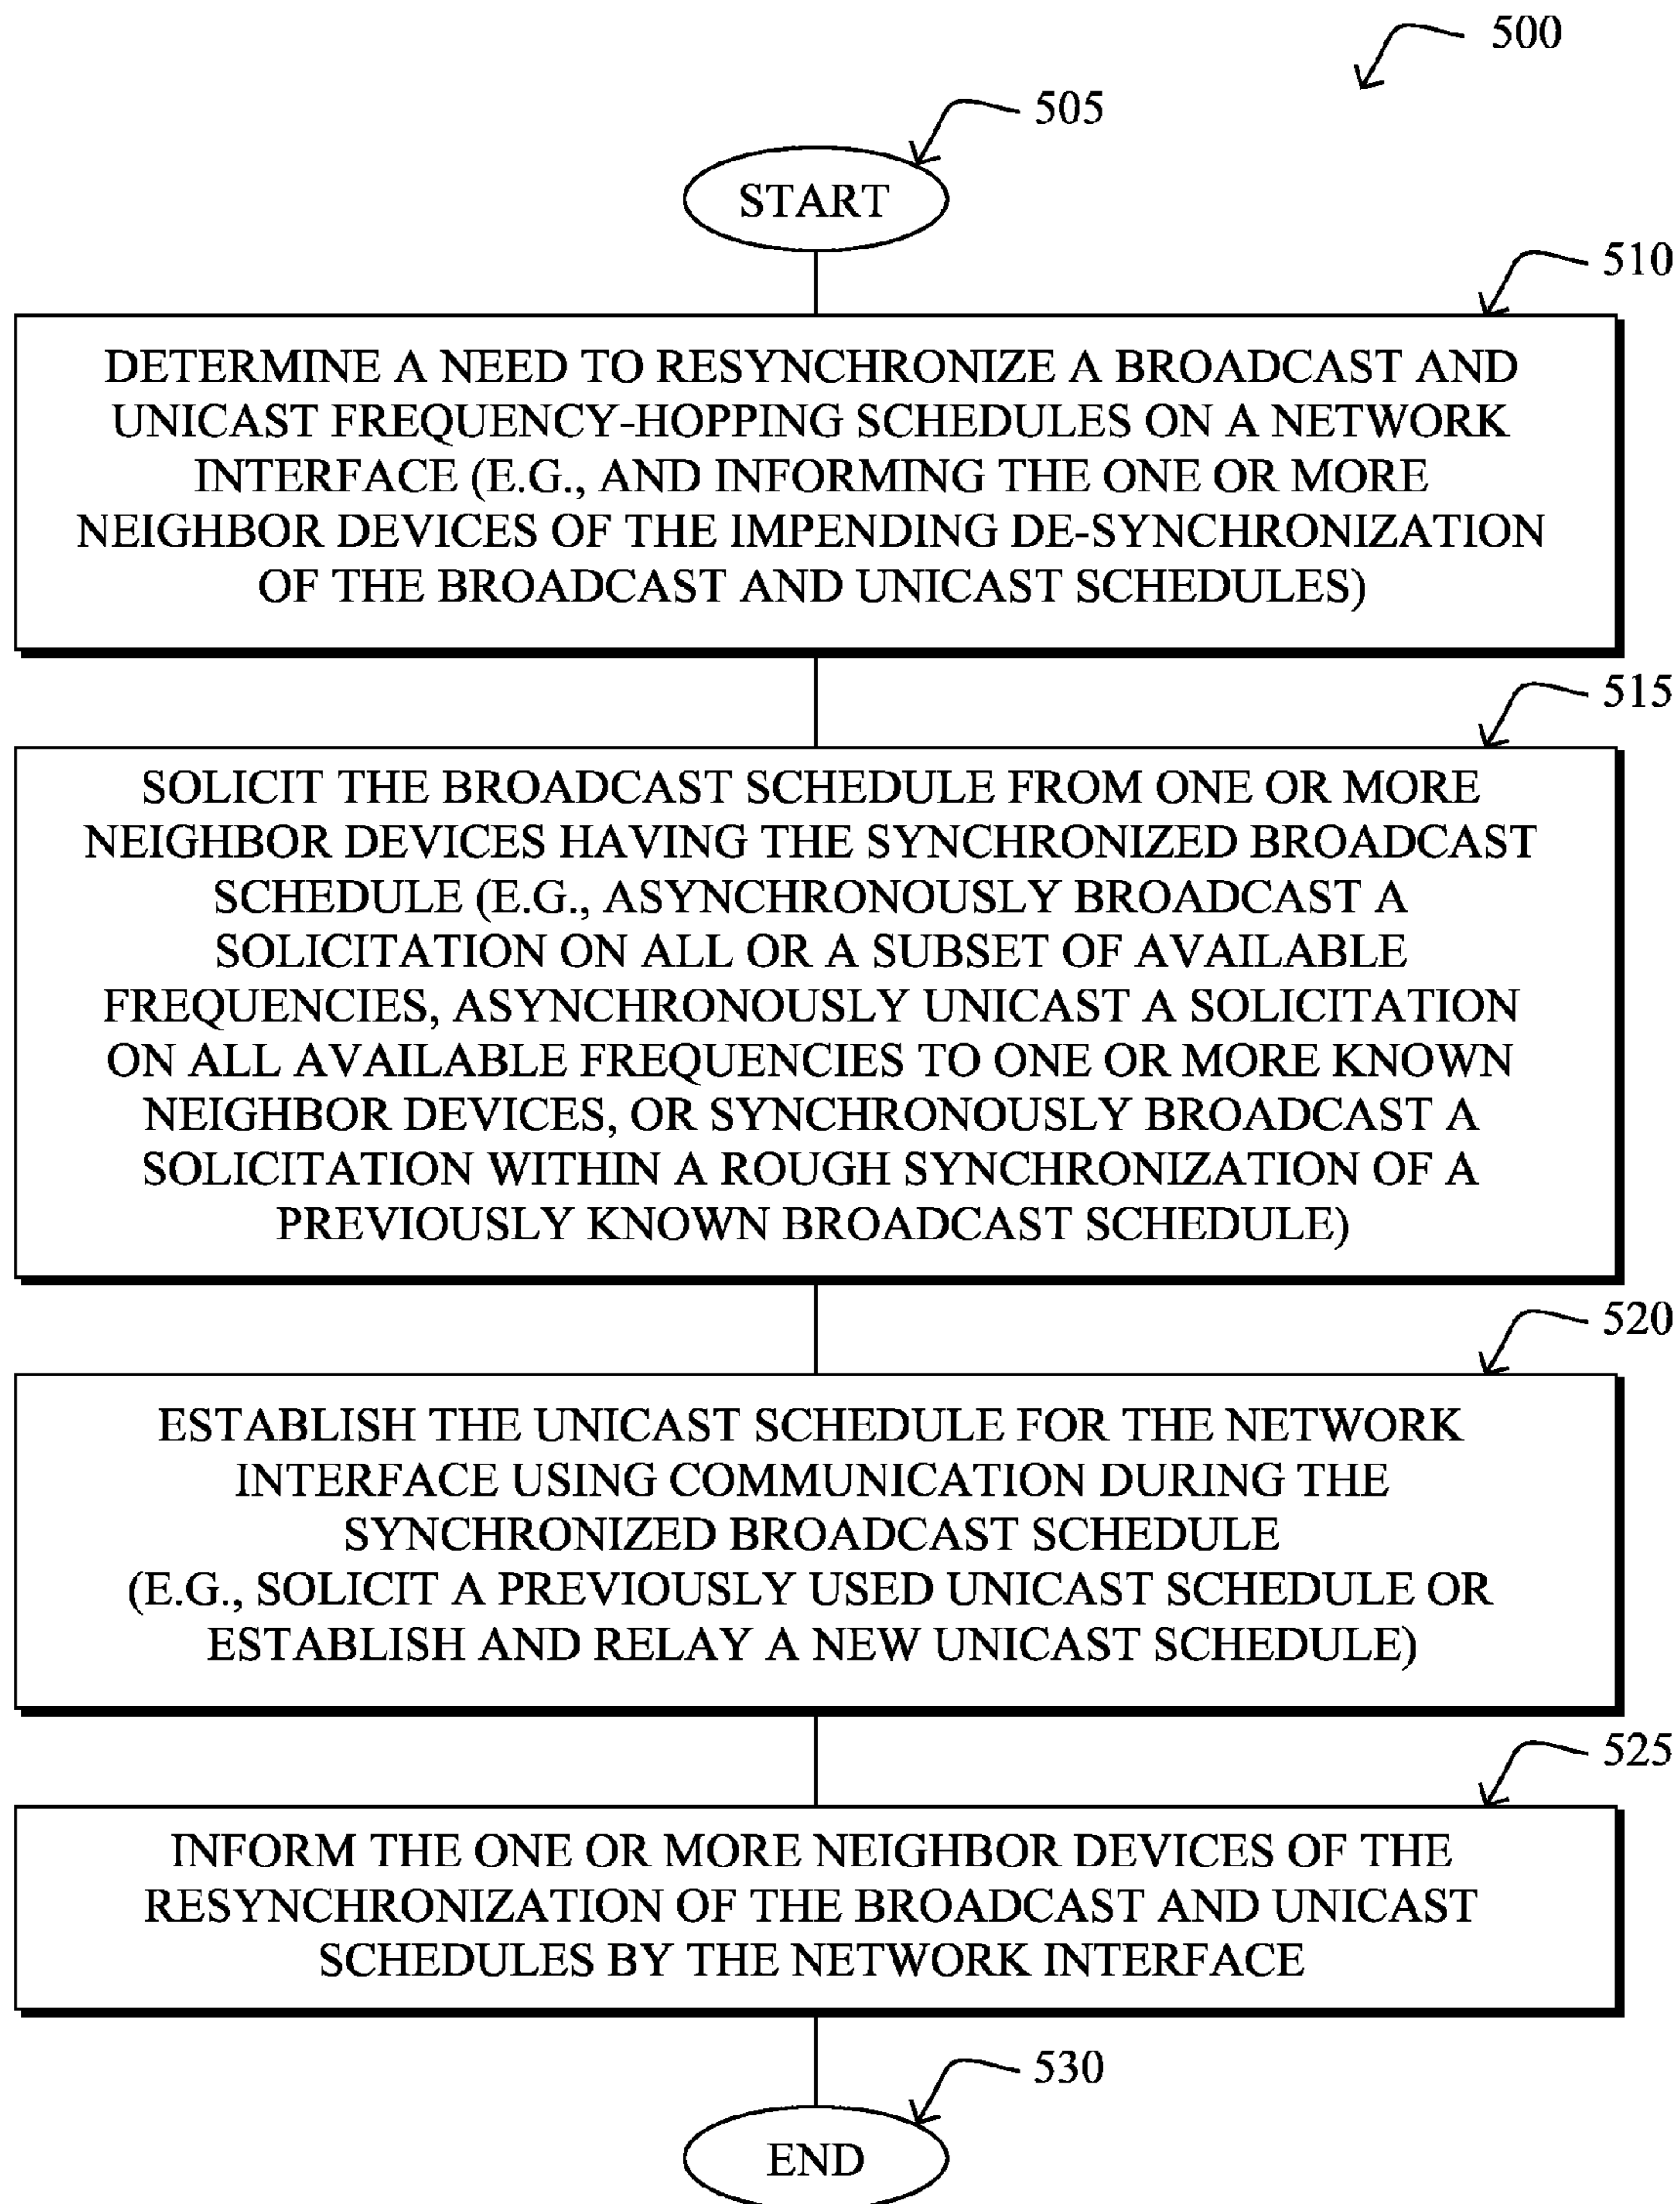 500
505
START
510
DETERMINE A NEED TO RESYNCHRONIZE A BROADCAST AND
UNICAST FREQUENCY-HOPPING SCHEDULES ON A NETWORK
INTERFACE (E.G., AND INFORMING THE ONE OR MORE
NEIGHBOR DEVICES OF THE IMPENDING DE-SYNCHRONIZATION
OF THE BROADCAST AND UNICAST SCHEDULES)
515
SOLICIT THE BROADCAST SCHEDULE FROM ONE OR MORE
NEIGHBOR DEVICES HAVING THE SYNCHRONIZED BROADCAST
SCHEDULE (E.G., ASYNCHRONOUSLY BROADCAST A
SOLICITATION ON ALL OR A SUBSET OF AVAILABLE
FREQUENCIES, ASYNCHRONOUSLY UNICAST A SOLICITATION
ON ALL AVAILABLE FREQUENCIES TO ONE OR MORE KNOWN
NEIGHBOR DEVICES, OR SYNCHRONOUSLY BROADCAST A
SOLICITATION WITHIN A ROUGH SYNCHRONIZATION OF A
PREVIOUSLY KNOWN BROADCAST SCHEDULE)
520
ESTABLISH THE UNICAST SCHEDULE FOR THE NETWORK
INTERFACE USING COMMUNICATION DURING THE
SYNCHRONIZED BROADCAST SCHEDULE
(E.G., SOLICIT A PREVIOUSLY USED UNICAST SCHEDULE OR
ESTABLISH AND RELAY A NEW UNICAST SCHEDULE)
525
INFORM THE ONE OR MORE NEIGHBOR DEVICES OF THE
RESYNCHRONIZATION OF THE BROADCAST AND UNICAST
SCHEDULES BY THE NETWORK INTERFACE
530
END